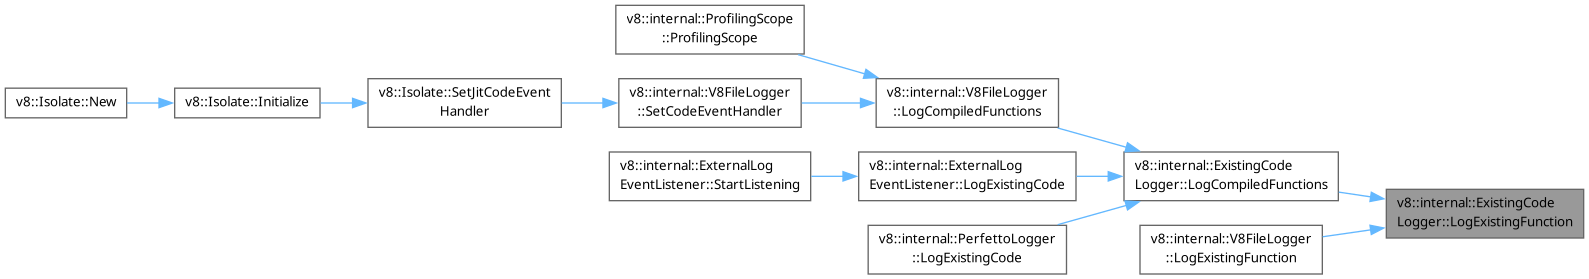 v8::internal::ProfilingScope
::ProfilingScope
v8::Isolate::New
v8::Isolate::Initialize
v8::Isolate::SetJitCodeEvent
Handler
v8::internal::V8FileLogger
::SetCodeEventHandler
v8::internal::V8FileLogger
::LogCompiledFunctions
v8::internal::ExternalLog
EventListener::StartListening
v8::internal::ExternalLog
EventListener::LogExistingCode
v8::internal::ExistingCode
Logger::LogCompiledFunctions
v8::internal::ExistingCode
Logger::LogExistingFunction
v8::internal::PerfettoLogger
::LogExistingCode
v8::internal::V8FileLogger
::LogExistingFunction